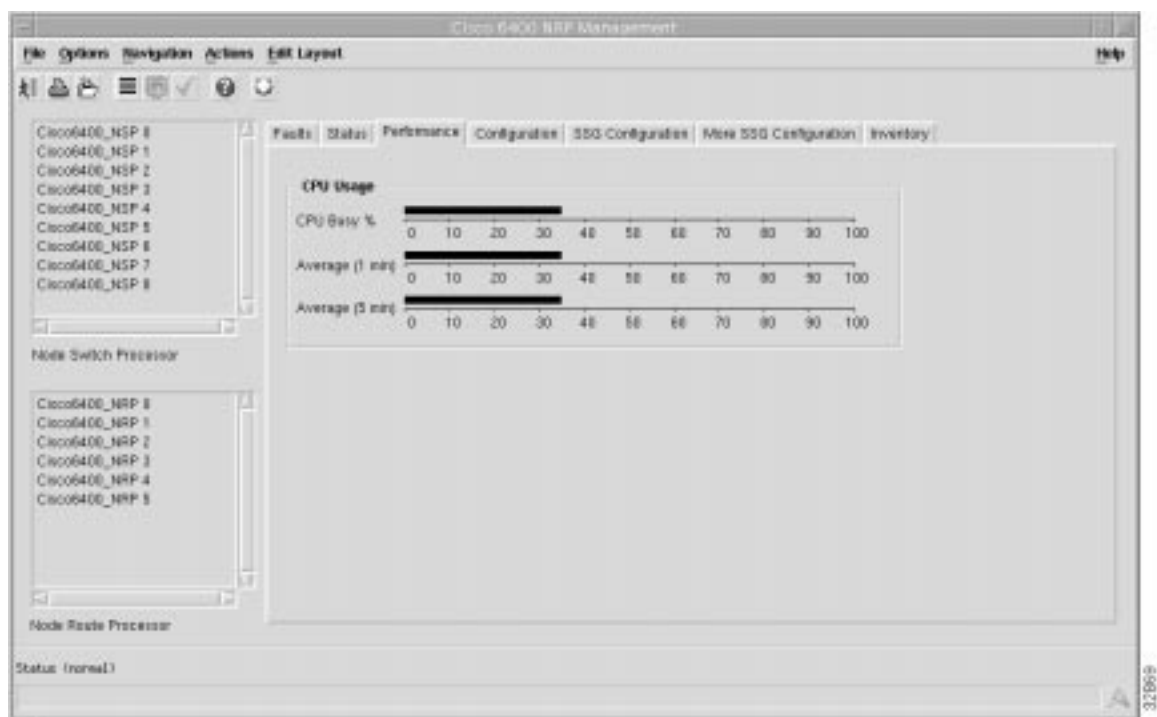 Cisco 6400 NRP Management
File Options Navigation Actions Edit Layout Help
Cisco6400_NSP
Cisco6400_NSP 1
Cisco6400_NSP 2
Cisco6400_NSP 3
Cisco6400_NSP 4
Cisco6400_NSP 5
Cisco6400_NSP 6
Cisco6400_NSP 7
Cisco6400_NSP 8
Node Switch Processor
Cisco6400_NRP
Cisco6400_NRP 1
Cisco6400_NRP 2
Cisco6400_NRP 3
Cisco6400_NRP 4
Cisco6400_NRP 5
Node Route Processor
Faults Status Performance Configuration SSG Configuration More SSG Configuration Inventory
CPU Usage
CPU Busy %
0 10 20 30 40 50 60 70 80 90 100
Average (1 min)
0 10 20 30 40 50 60 70 80 90 100
Average (5 min)
0 10 20 30 40 50 60 70 80 90 100
Status (normal)
32869